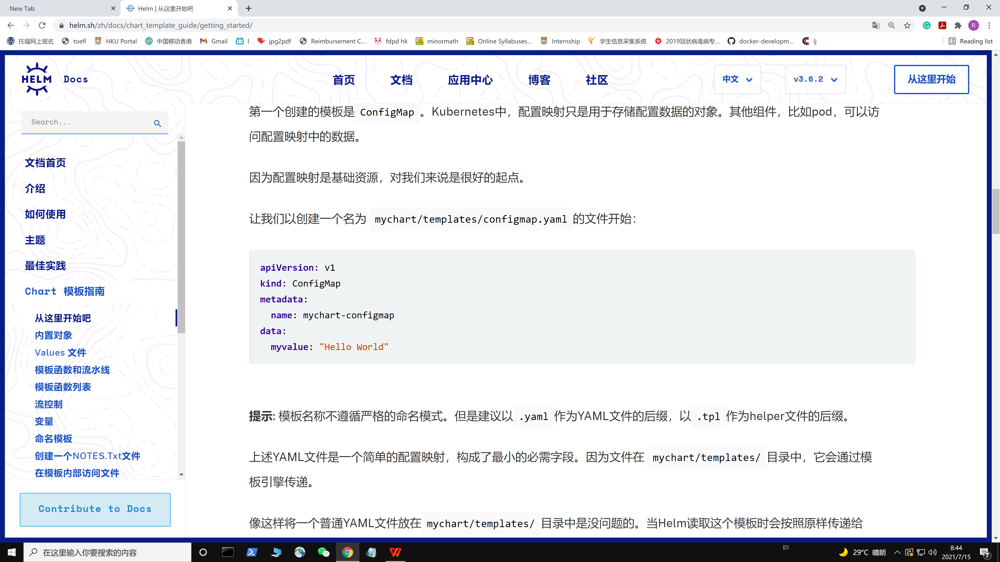 New Tab
Helm | 从这里开始吧
helm.sh/zh/docs/chart_template_guide/getting_started/
R
托福网上报名
toefl
HKU Portal
中国移动香港
Gmail
l
jpg2pdf
Reimbursement C...
fdpd hk
minormath
Online Syllabuses...
Internship
学生信息采集系统
2019冠状病毒病专...
docker-developm...
lj
Reading list
HELM
Docs
首页
文档
应用中心
博客
社区
中文
v3.6.2
从这里开始
Search...
文档首页
介绍
如何使用
主题
最佳实践
Chart 模板指南
从这里开始吧
内置对象
Values 文件
模板函数和流水线
模板函数列表
流控制
变量
命名模板
创建一个NOTES.Txt文件
在模板内部访问文件
Contribute to Docs
第一个创建的模板是 ConfigMap 。Kubernetes中，配置映射只是用于存储配置数据的对象。其他组件，比如pod，可以访
问配置映射中的数据。
因为配置映射是基础资源，对我们来说是很好的起点。
让我们以创建一个名为 mychart/templates/configmap.yaml 的文件开始：
apiVersion: v1
kind: ConfigMap
metadata:
  name: mychart-configmap
data:
  myvalue: "Hello World"
提示: 模板名称不遵循严格的命名模式。但是建议以 .yaml 作为YAML文件的后缀，以 .tpl 作为helper文件的后缀。
上述YAML文件是一个简单的配置映射，构成了最小的必需字段。因为文件在 mychart/templates/ 目录中，它会通过模
板引擎传递。
像这样将一个普通YAML文件放在 mychart/templates/ 目录中是没问题的。当Helm读取这个模板时会按照原样传递给
在这里输入你要搜索的内容
EN
29°C 晴朗
8:44
2021/7/15
7